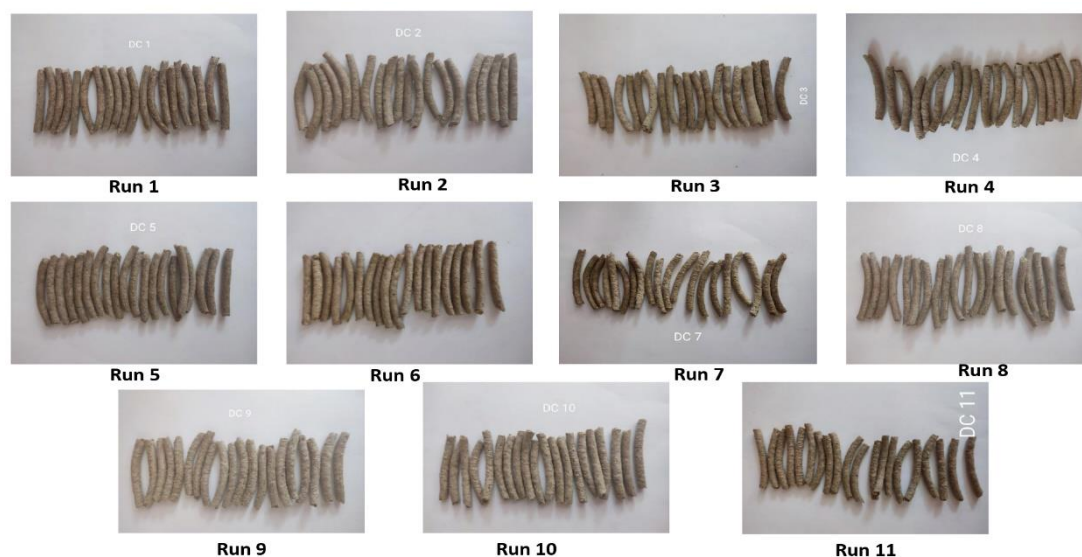 DC 1
DC 2
DC 3
DC 4
Run 1
Run 2
Run 3
Run 4
DC 5
DC 7
DC 8
Run 5
Run 6
Run 7
Run 8
DC 9
DC 10
DC 11
Run 9
Run 10
Run 11